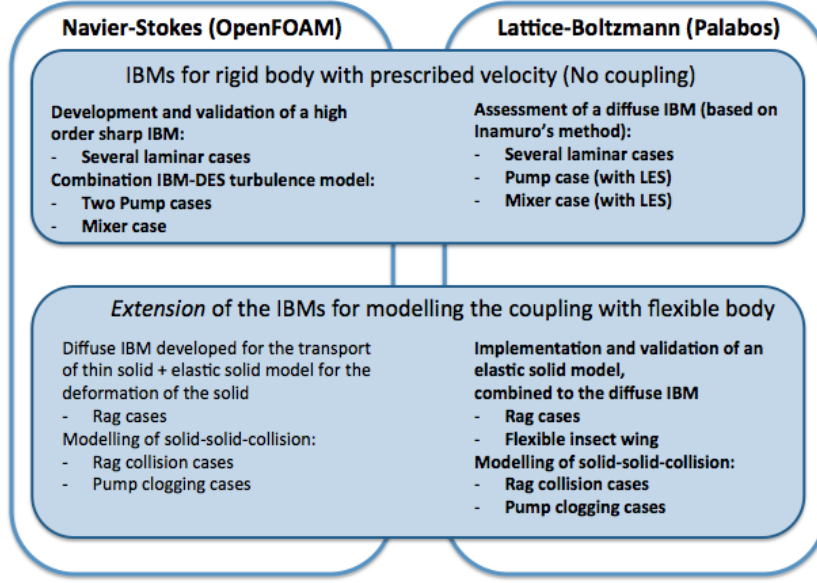 Navier-Stokes (OpenFOAM)
Lattice-Boltzmann (Palabos)
IBMs for rigid body with prescribed velocity (No coupling)
Development and validation of a high
order sharp IBM:
- Several laminar cases
Combination IBM-DES turbulence model:
- Two Pump cases
- Mixer case
Assessment of a diffuse IBM (based on
Inamuro's method):
- Several laminar cases
- Pump case (with LES)
- Mixer case (with LES)
Extension of the IBMs for modelling the coupling with flexible body
Diffuse IBM developed for the transport
of thin solid + elastic solid model for the
deformation of the solid
- Rag cases
Modelling of solid-solid-collision:
- Rag collision cases
- Pump clogging cases
Implementation and validation of an
elastic solid model,
combined to the diffuse IBM
- Rag cases
- Flexible insect wing
Modelling of solid-solid-collision:
- Rag collision cases
- Pump clogging cases